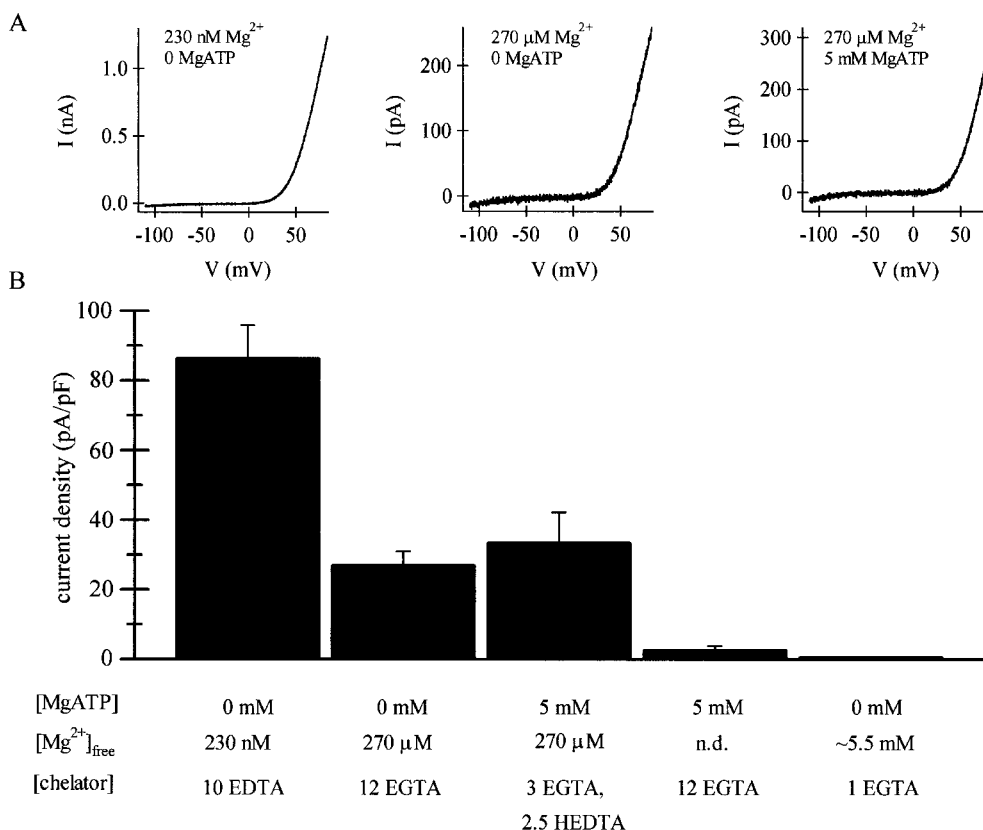 A
230 nM Mg2+
0 MgATP
1.0
0.5
0.0
I (nA)
-100 -50 0 50
V (mV)
270 μM Mg2+
0 MgATP
200
100
0
I (pA)
-100 -50 0 50
V (mV)
270 μM Mg2+
5 mM MgATP
300
200
100
0
I (pA)
-100 -50 0 50
V (mV)
B
100
80
60
40
20
0
current density (pA/pF)
[MgATP] 0 mM 0 mM 5 mM 5 mM 0 mM
[Mg2+]free 230 nM 270 μM 270 μM n.d. ~5.5 mM
[chelator] 10 EDTA 12 EGTA 3 EGTA, 12 EGTA 1 EGTA
2.5 HEDTA